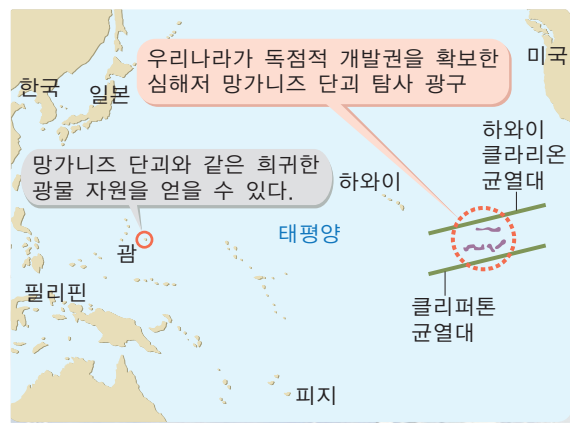 우리나라가 독점적 개발권을 확보한
심해저 망가니즈 단괴 탐사 광구
미국
한국
일본
하와이
클라리온
균열대
망가니즈 단괴와 같은 희귀한
광물 자원을 얻을 수 있다.
하와이
태평양
괌
필리핀
클리퍼톤
균열대
피지